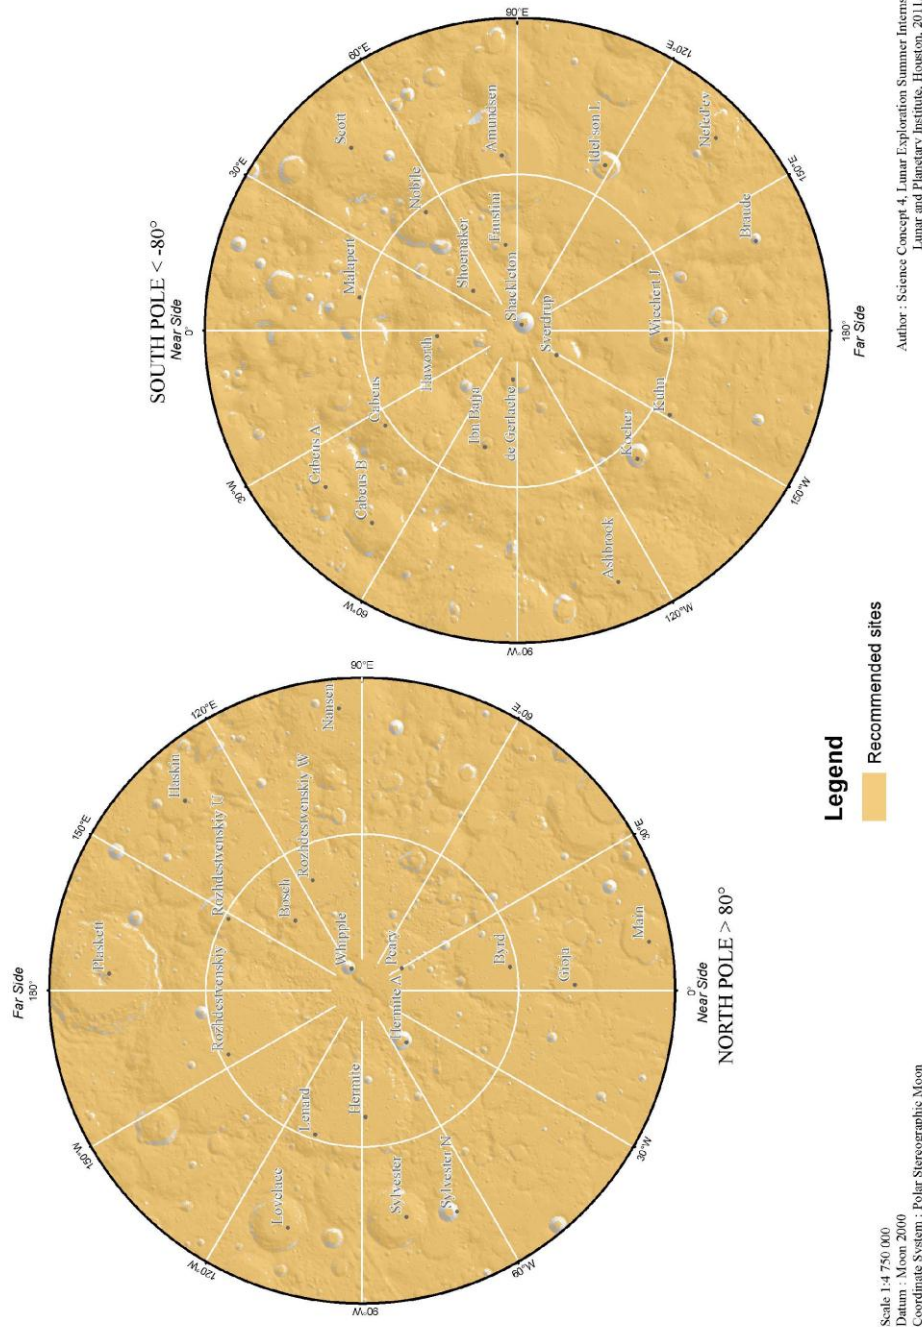 SOUTH POLE < -80°
Near Side
0°
30°E
60°E
90°E
120°E
150°E
180°
Far Side
150°W
120°W
90°W
60°W
30°W
Scott
Malapert
Nobile
Cabeus A
Cabeus
Cabeus B
Haworth
Shoemaker
Amundsen
Faustini
Ibn Bajja
Shackleton
de Gerlache
Sverdrup
Idel'son L
Nefed'ev
Braude
Wiechert J
Kocher
Kuhn
Ashbrook
Far Side
180°
150°E
120°E
90°E
60°E
30°E
0°
Near Side
NORTH POLE > 80°
30°W
60°W
90°W
120°W
150°W
Plaskett
Haskin
Rozhdestvenskiy U
Rozhdestvenskiy
Nansen
Rozhdestvenskiy W
Bosch
Lenard
Lovelace
Whipple
Hermite
Peary
Hermite A
Sylvester
Sylvester N
Byrd
Gioja
Main
Legend
Recommended sites
Scale 1:4 750 000
Datum : Moon 2000
Coordinate System : Polar Stereographic Moon
Author : Science Concept 4, Lunar Exploration Summer Interns
Lunar and Planetary Institute, Houston, 2011